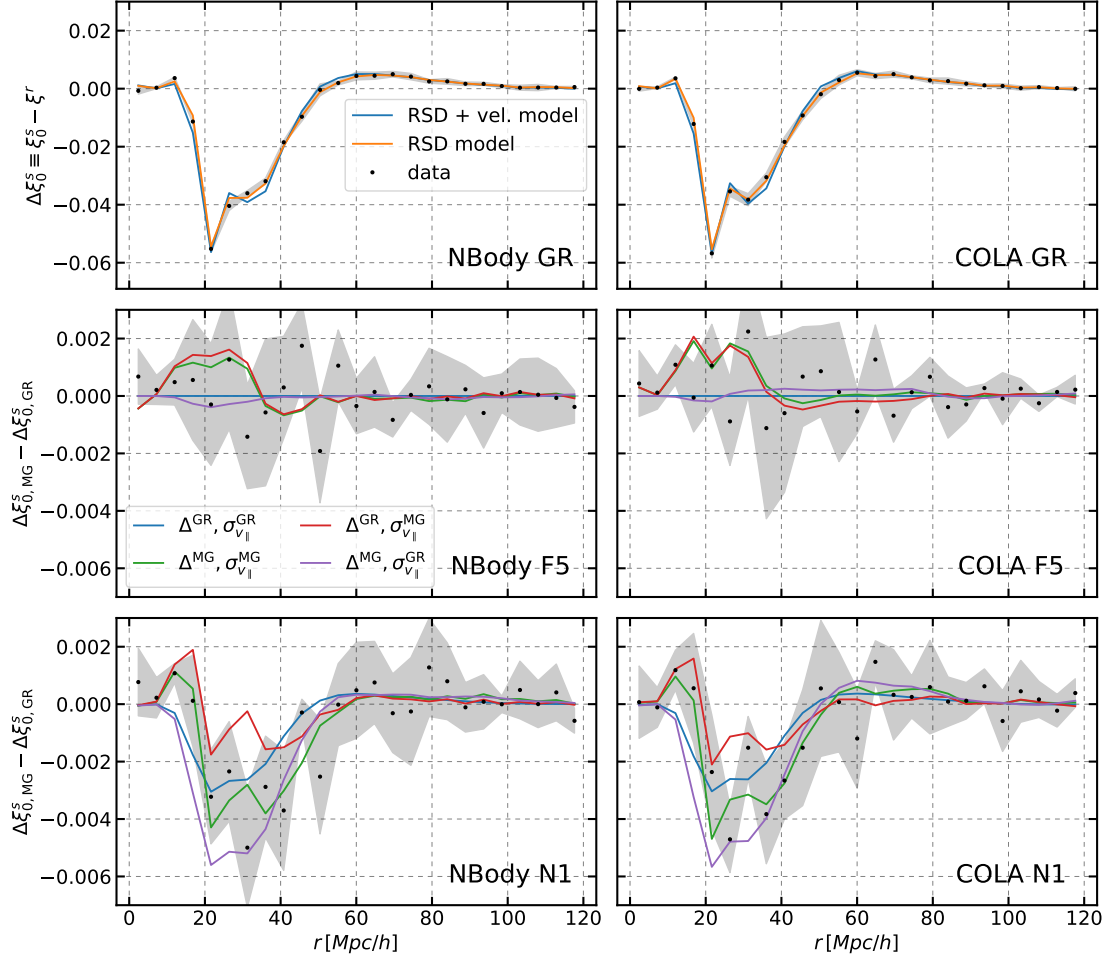 0.02
0.00
−0.02
−0.04
−0.06
Δξ₀ˢ ≡ ξ₀ˢ − ξʳ
RSD + vel. model
RSD model
data
NBody GR
COLA GR
0.002
0.000
−0.002
−0.004
−0.006
Δξˢ₀,MG − Δξˢ₀,GR
Δ^GR, σ_v∥^GR
Δ^MG, σ_v∥^MG
Δ^GR, σ_v∥^MG
Δ^MG, σ_v∥^GR
NBody F5
COLA F5
0.002
0.000
−0.002
−0.004
−0.006
Δξˢ₀,MG − Δξˢ₀,GR
NBody N1
COLA N1
0 20 40 60 80 100 120
0 20 40 60 80 100 120
r [Mpc/h]
r [Mpc/h]